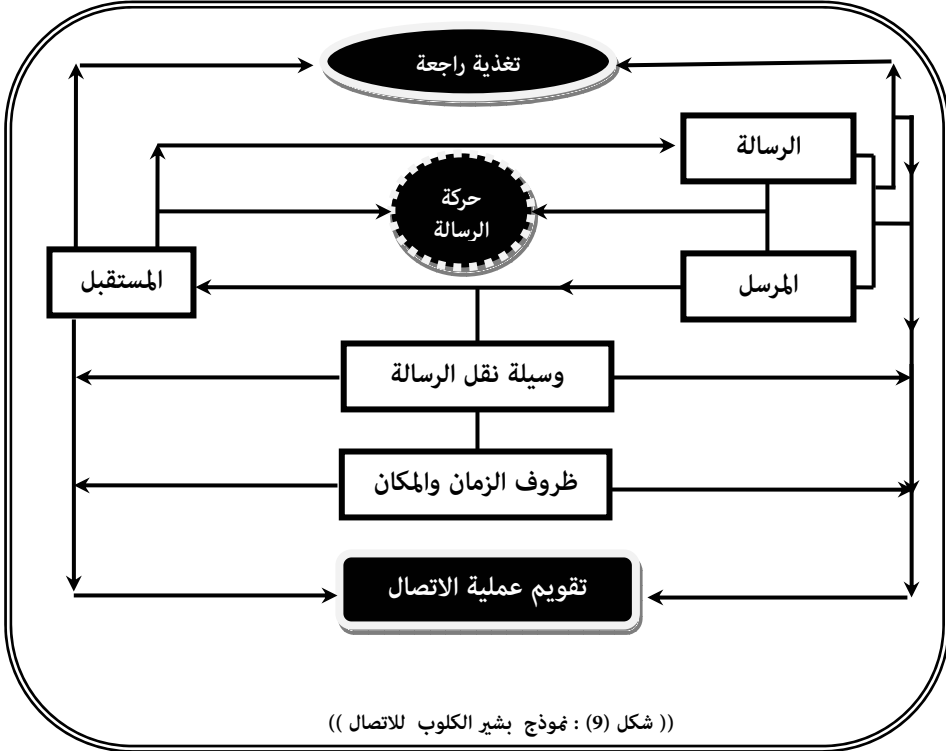 تغذية راجعة
الرسالة
حركة
الرسالة
المرسل
المستقبل
وسيلة نقل الرسالة
ظروف الزمان والمكان
تقويم عملية الاتصال
(( شكل (9) : نموذج بشير الكلوب للاتصال ))